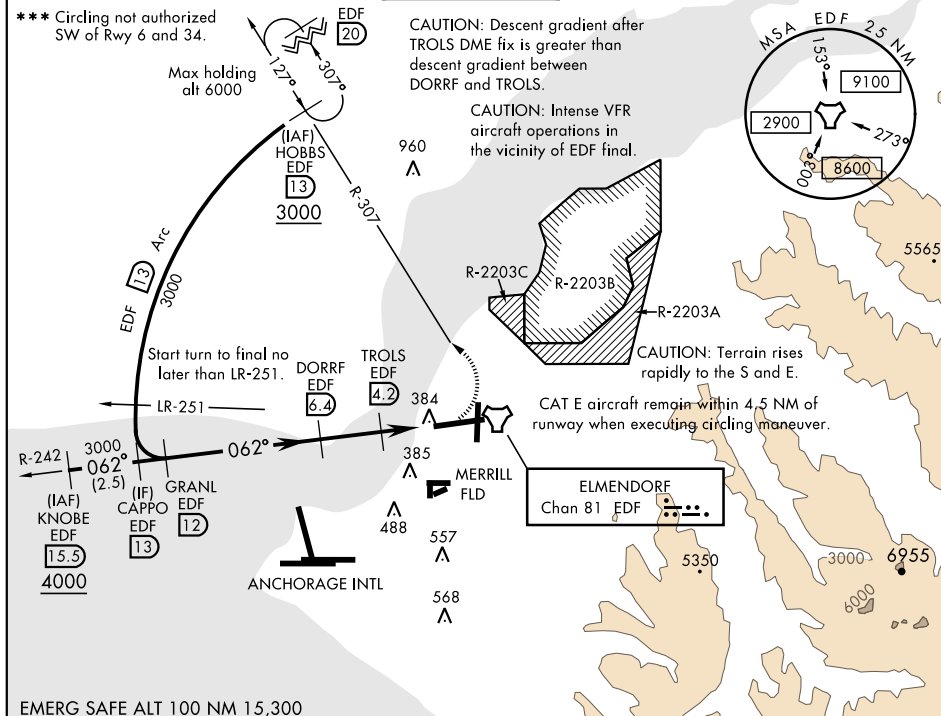 *** Circling not authorized
SW of Rwy 6 and 34.
EDF
20
Max holding
alt 6000
127°
307°
CAUTION: Descent gradient after
TROLS DME fix is greater than
descent gradient between
DORRF and TROLS.
CAUTION: Intense VFR
aircraft operations in
the vicinity of EDF final.
MSA EDF 25 NM
153°
9100
2900
273°
003°
8600
(IAF)
HOBBS
EDF
13
3000
960
R-307
EDF 13 Arc
3000
R-2203C
R-2203B
R-2203A
5565
Start turn to final no
later than LR-251.
LR-251
DORRF
EDF
6.4
TROLS
EDF
4.2
384
CAUTION: Terrain rises
rapidly to the S and E.
CAT E aircraft remain within 4.5 NM of
runway when executing circling maneuver.
R-242
3000
062°
(2.5)
062°
(IAF)
KNOBE
EDF
15.5
4000
(IF)
CAPPO
EDF
13
GRANL
EDF
12
385
MERRILL
FLD
488
557
568
ANCHORAGE INTL
ELMENDORF
Chan 81 EDF
5350
3000
6955
6000
EMERG SAFE ALT 100 NM 15,300